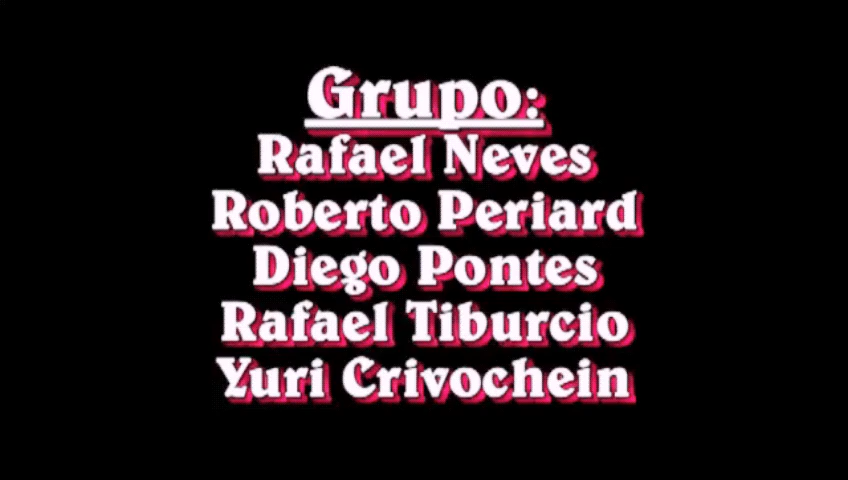 Grupo:
Rafael Neves
Roberto Periard
Diego Pontes
Rafael Tiburcio
Yuri Crivochein